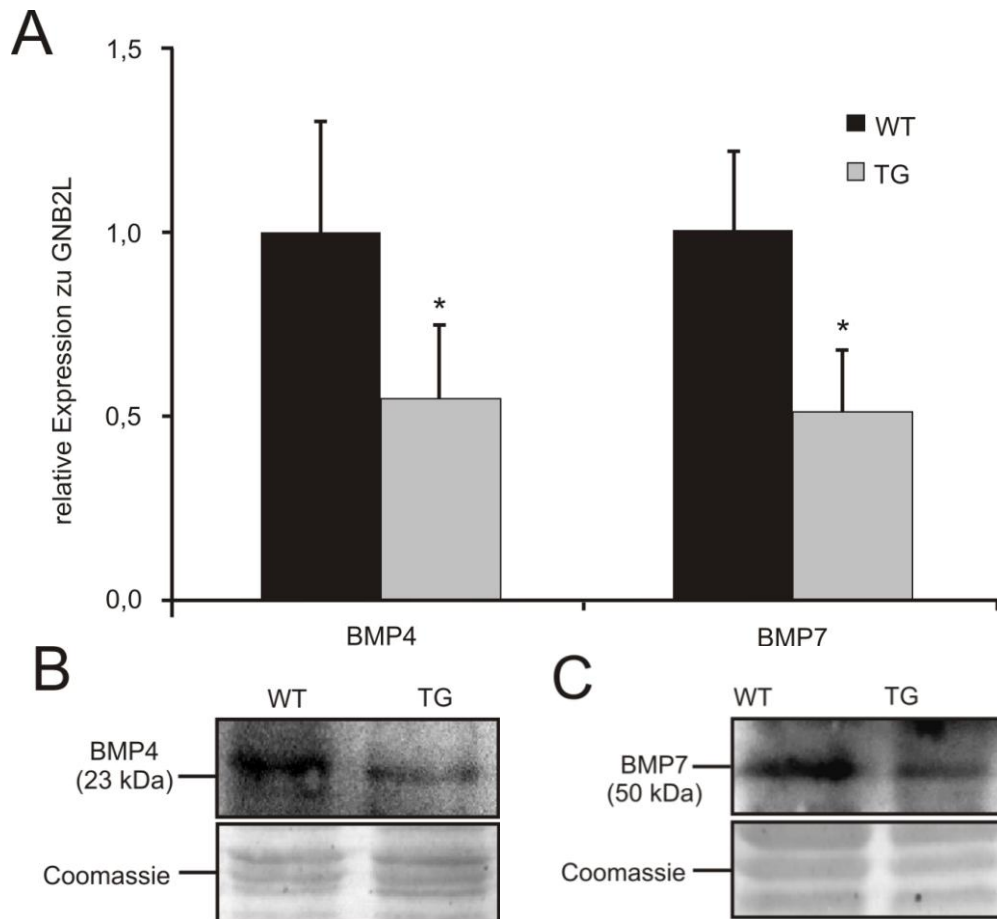 A
1,5
1,0
0,5
0,0
relative Expression zu GNB2L
WT
TG
*
*
BMP4
BMP7
B
WT
TG
BMP4
(23 kDa)
Coomassie
C
WT
TG
BMP7
(50 kDa)
Coomassie